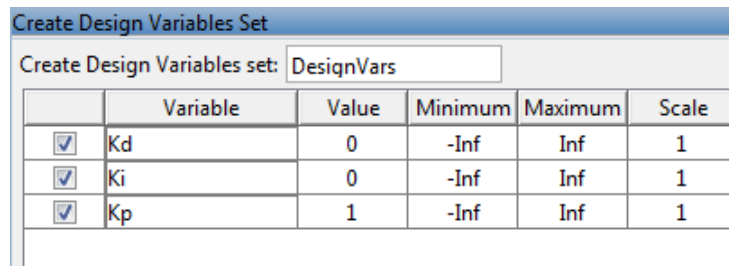 Create Design Variables Set
Create Design Variables set: DesignVars
Variable Value Minimum Maximum Scale
Kd 0 -Inf Inf 1
Ki 0 -Inf Inf 1
Kp 1 -Inf Inf 1